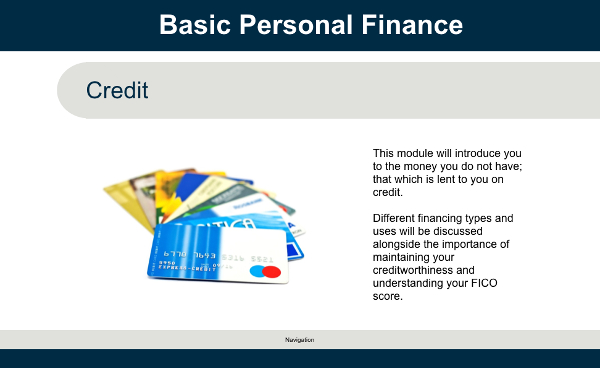 Basic Personal Finance
Credit
This module will introduce you
to the money you do not have;
that which is lent to you on
credit.
Different financing types and
uses will be discussed
alongside the importance of
maintaining your
creditworthiness and
understanding your FICO
score.
EXPRESS-CREDIT
Navigation